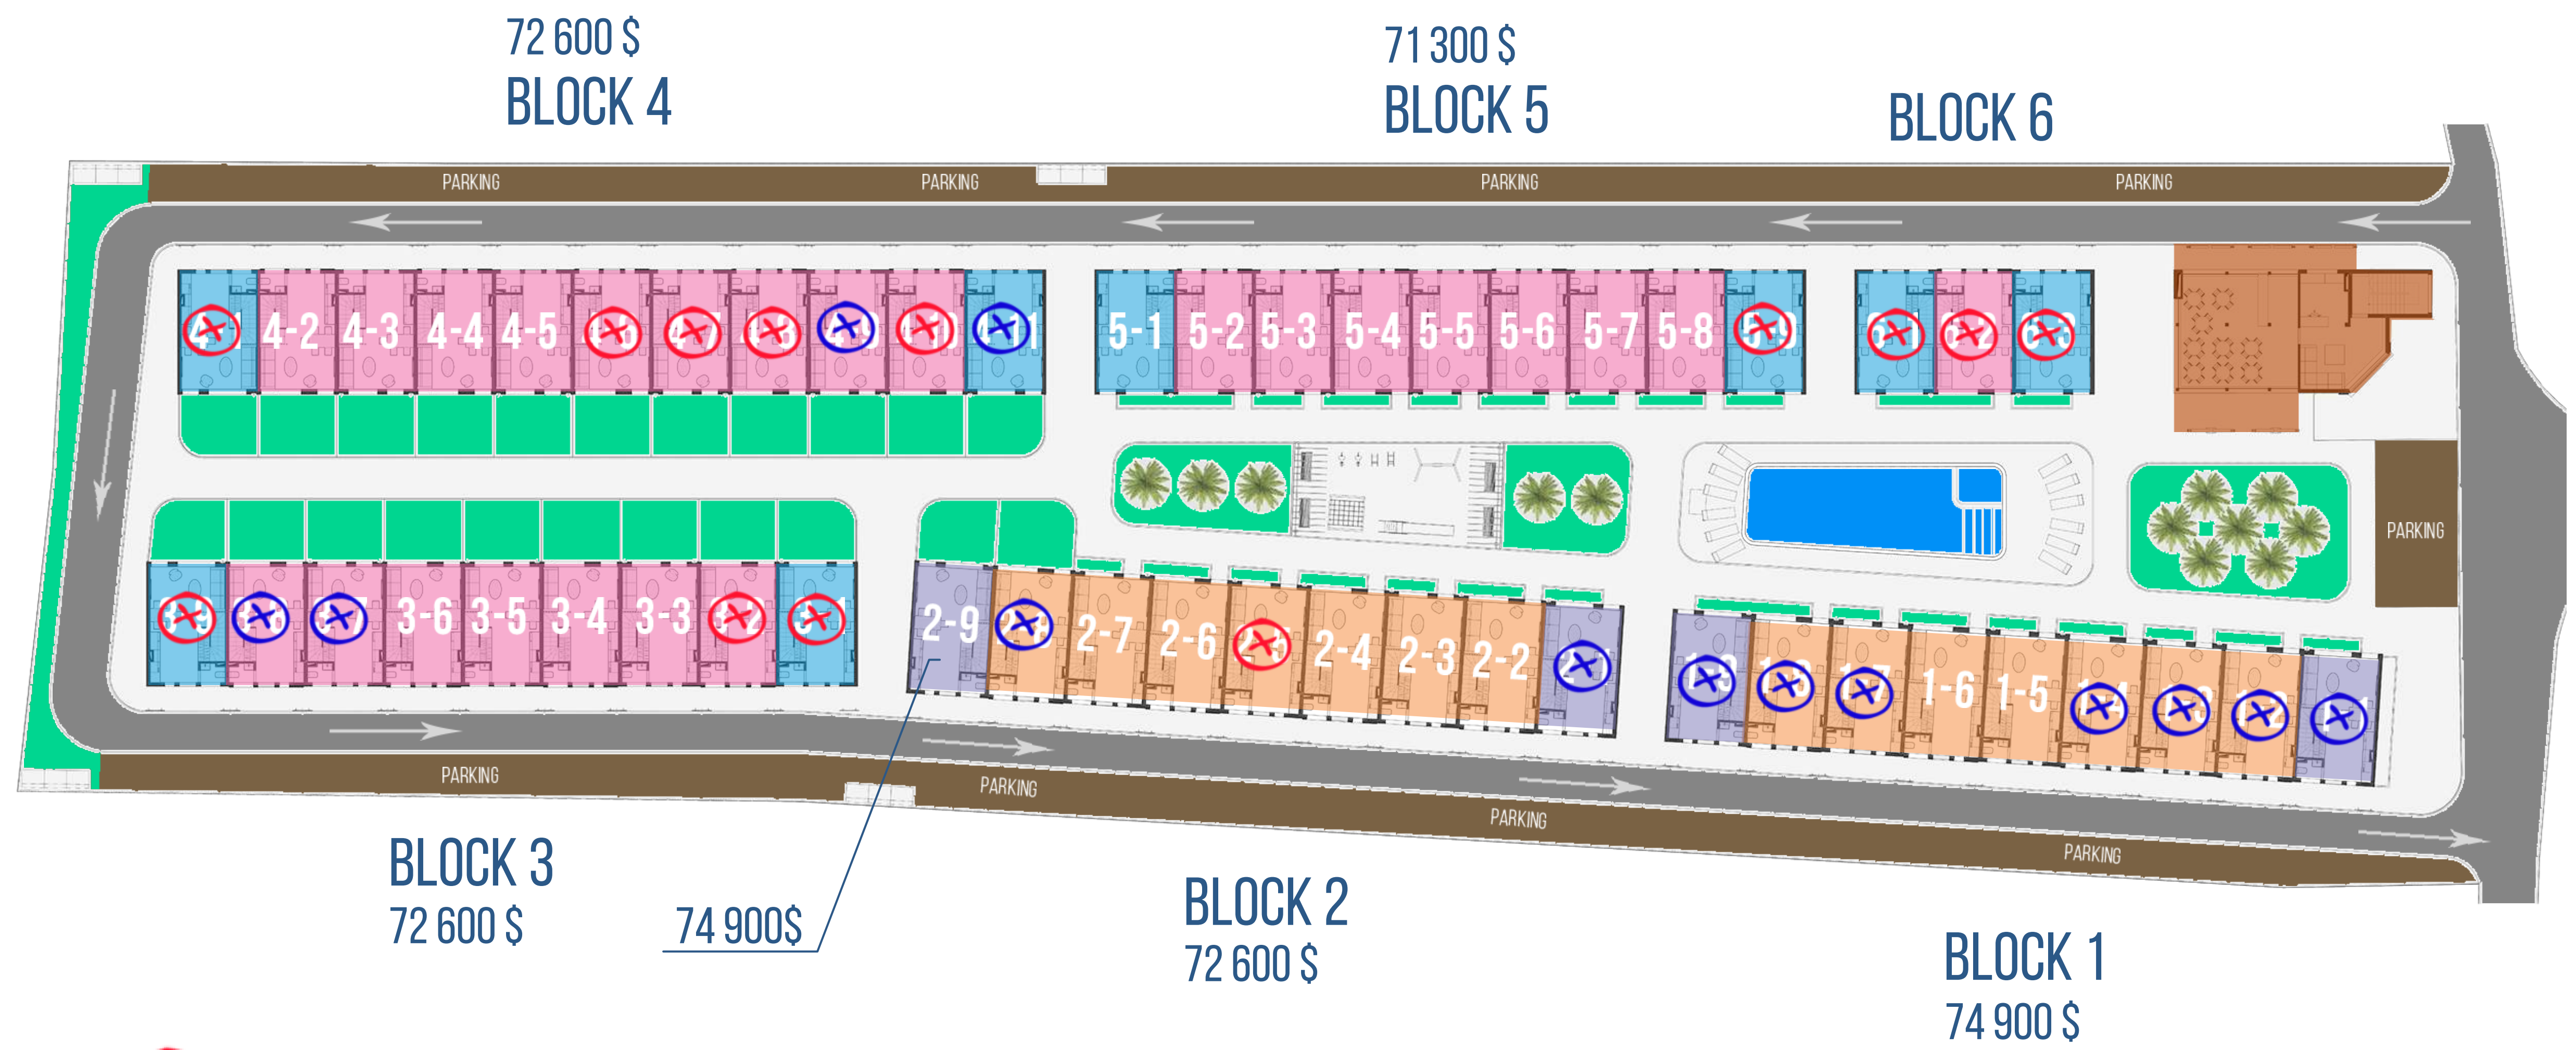 72 600 $
BLOCK 4
71 300 $
BLOCK 5
BLOCK 6
PARKING
PARKING
PARKING
PARKING
4-2 4-3 4-4 4-5
5-1 5-2 5-3 5-4 5-5 5-6 5-7 5-8
PARKING
3-6 3-5 3-4 3-3
2-9 2-7 2-6 2-4 2-3 2-2
1-6 1-5
PARKING
PARKING
PARKING
PARKING
BLOCK 3
72 600 $
74 900$
BLOCK 2
72 600 $
BLOCK 1
74 900 $